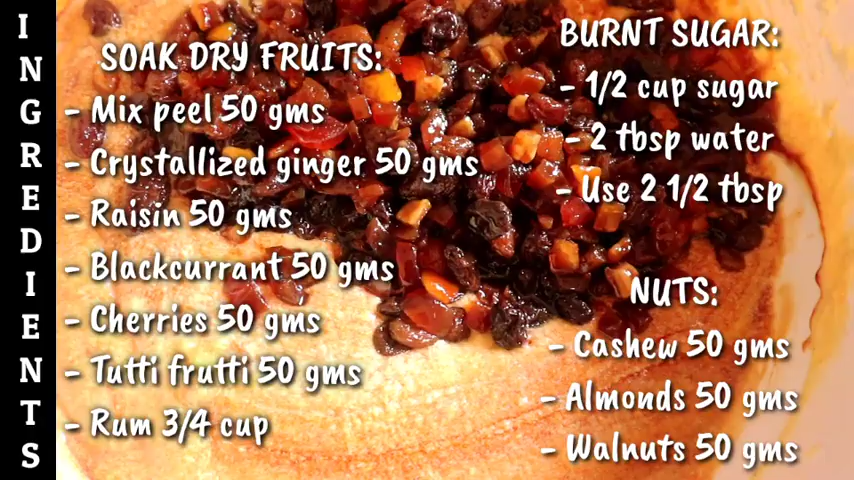 INGREDIENTS
SOAK DRY FRUITS:
- Mix peel 50 gms
- Crystallized ginger 50 gms
- Raisin 50 gms
- Blackcurrant 50 gms
- Cherries 50 gms
- Tutti frutti 50 gms
- Rum 3/4 cup
BURNT SUGAR:
- 1/2 cup sugar
- 2 tbsp water
- Use 2 1/2 tbsp
NUTS:
- Cashew 50 gms
- Almonds 50 gms
- Walnuts 50 gms